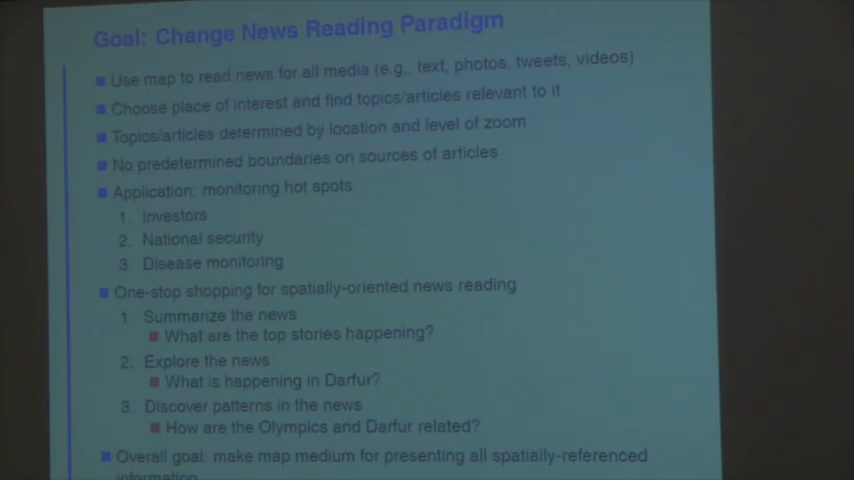 Goal: Change News Reading Paradigm
Use map to read news for all media (e.g., text, photos, tweets, videos)
Choose place of interest and find topics/articles relevant to it
Topics/articles determined by location and level of zoom
No predetermined boundaries on sources of articles
Application: monitoring hot spots
1. Investors
2. National security
3. Disease monitoring
One-stop shopping for spatially-oriented news reading
1. Summarize the news
What are the top stories happening?
2. Explore the news
What is happening in Darfur?
3. Discover patterns in the news
How are the Olympics and Darfur related?
Overall goal: make map medium for presenting all spatially-referenced
information